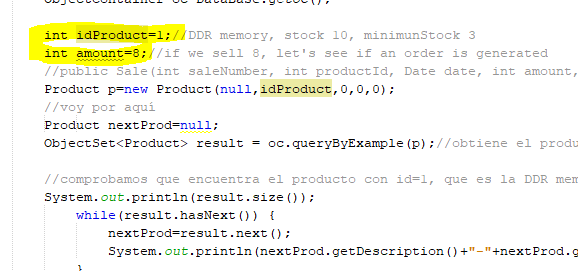 ObjectContainer oc=DataBase.getOc();
int idProduct=1;//DDR memory, stock 10, minimunStock 3
int amount=8;//if we sell 8, let's see if an order is generated
//public Sale(int saleNumber, int productId, Date date, int amount,
Product p=new Product(null,idProduct,0,0,0);
//voy por aquí
Product nextProd=null;
ObjectSet<Product> result = oc.queryByExample(p);//obtiene el produ
//comprobamos que encuentra el producto con id=1, que es la DDR mem
System.out.println(result.size());
while(result.hasNext()) {
nextProd=result.next();
System.out.println(nextProd.getDescription()+"-"+nextProd.g
}